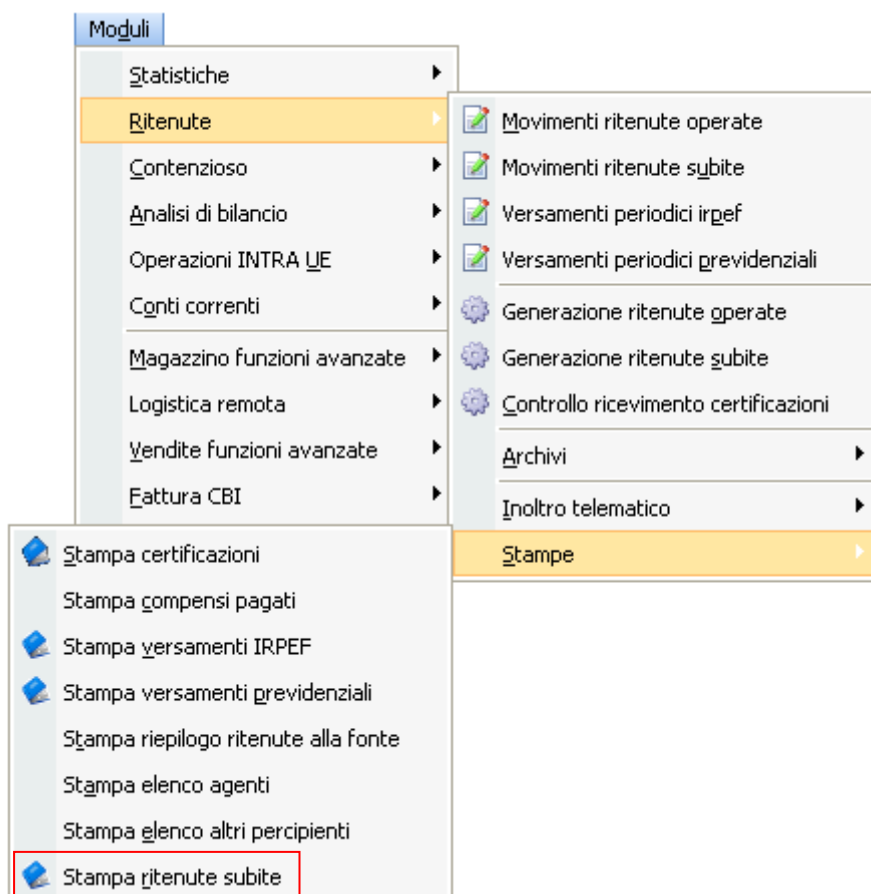 Moduli
Statistiche
Ritenute
Contenzioso
Analisi di bilancio
Operazioni INTRA UE
Conti correnti
Magazzino funzioni avanzate
Logistica remota
Vendite funzioni avanzate
Fattura CBI
Movimenti ritenute operate
Movimenti ritenute subite
Versamenti periodici irpef
Versamenti periodici previdenziali
Generazione ritenute operate
Generazione ritenute subite
Controllo ricevimento certificazioni
Archivi
Inoltro telematico
Stampe
Stampa certificazioni
Stampa compensi pagati
Stampa versamenti IRPEF
Stampa versamenti previdenziali
Stampa riepilogo ritenute alla fonte
Stampa elenco agenti
Stampa elenco altri percipienti
Stampa ritenute subite